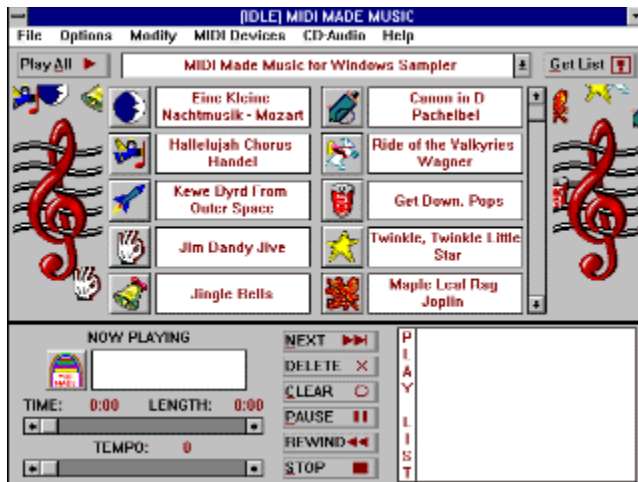 [IDLE] MIDI MADE MUSIC
File Options Modify MIDI Devices CD-Audio Help
Play All MIDI Made Music for Windows Sampler Get List
Eine Kleine
Nachtmusik - Mozart
Canon in D
Pachelbel
Hallelujah Chorus
Handel
Ride of the Valkyries
Wagner
Kewe Dyrd From
Outer Space
Get Down, Pops
Jim Dandy Jive
Twinkle, Twinkle Little
Star
Jingle Bells
Maple Leaf Rag
Joplin
NOW PLAYING
TIME: 0:00 LENGTH: 0:00
TEMPO: 0
NEXT
DELETE
CLEAR
PAUSE
REWIND
STOP
PLAY LIST